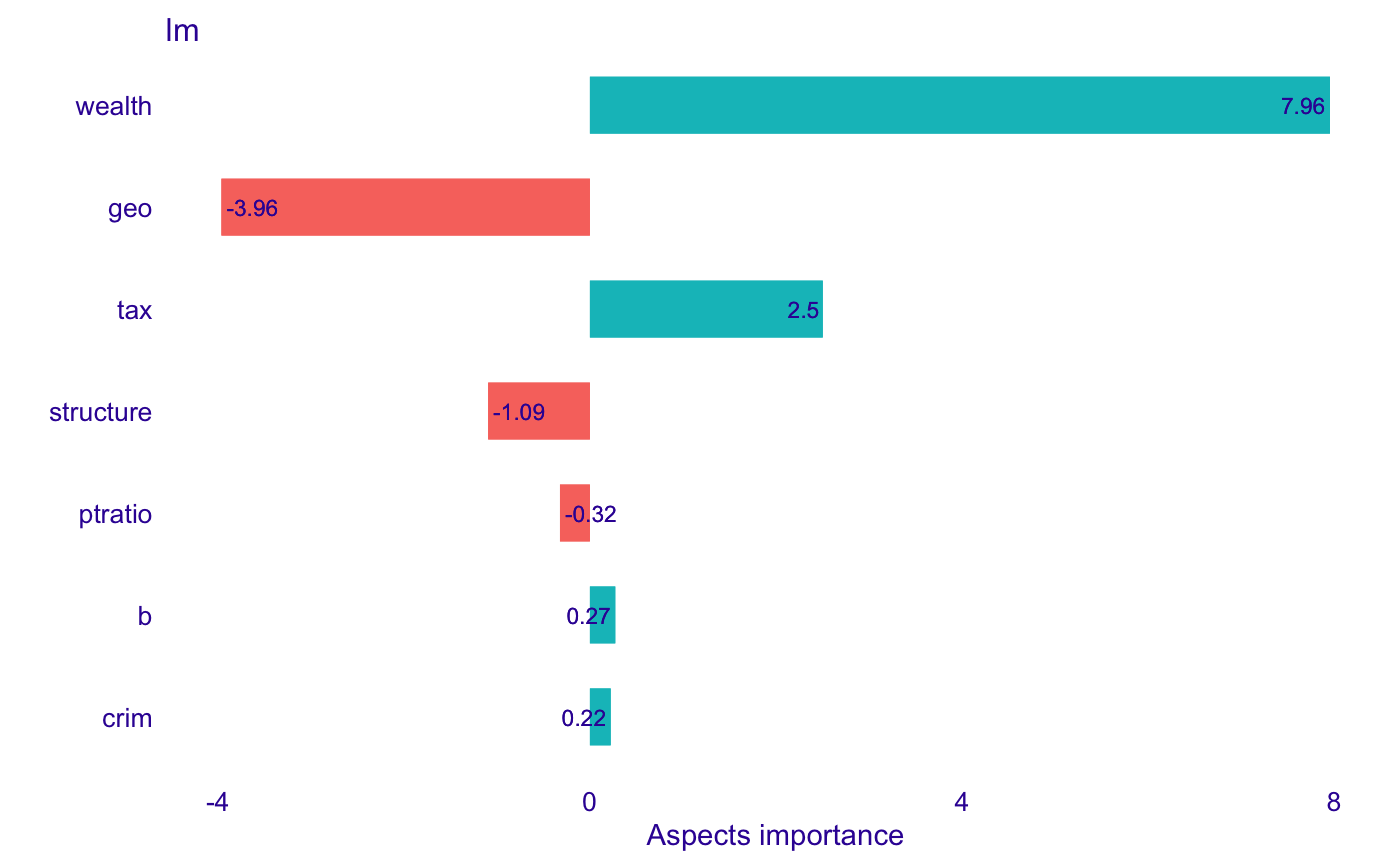 lm
wealth 7.96
geo -3.96
tax 2.5
structure -1.09
ptratio -0.32
b 0.27
crim 0.22
-4 0 4 8
Aspects importance